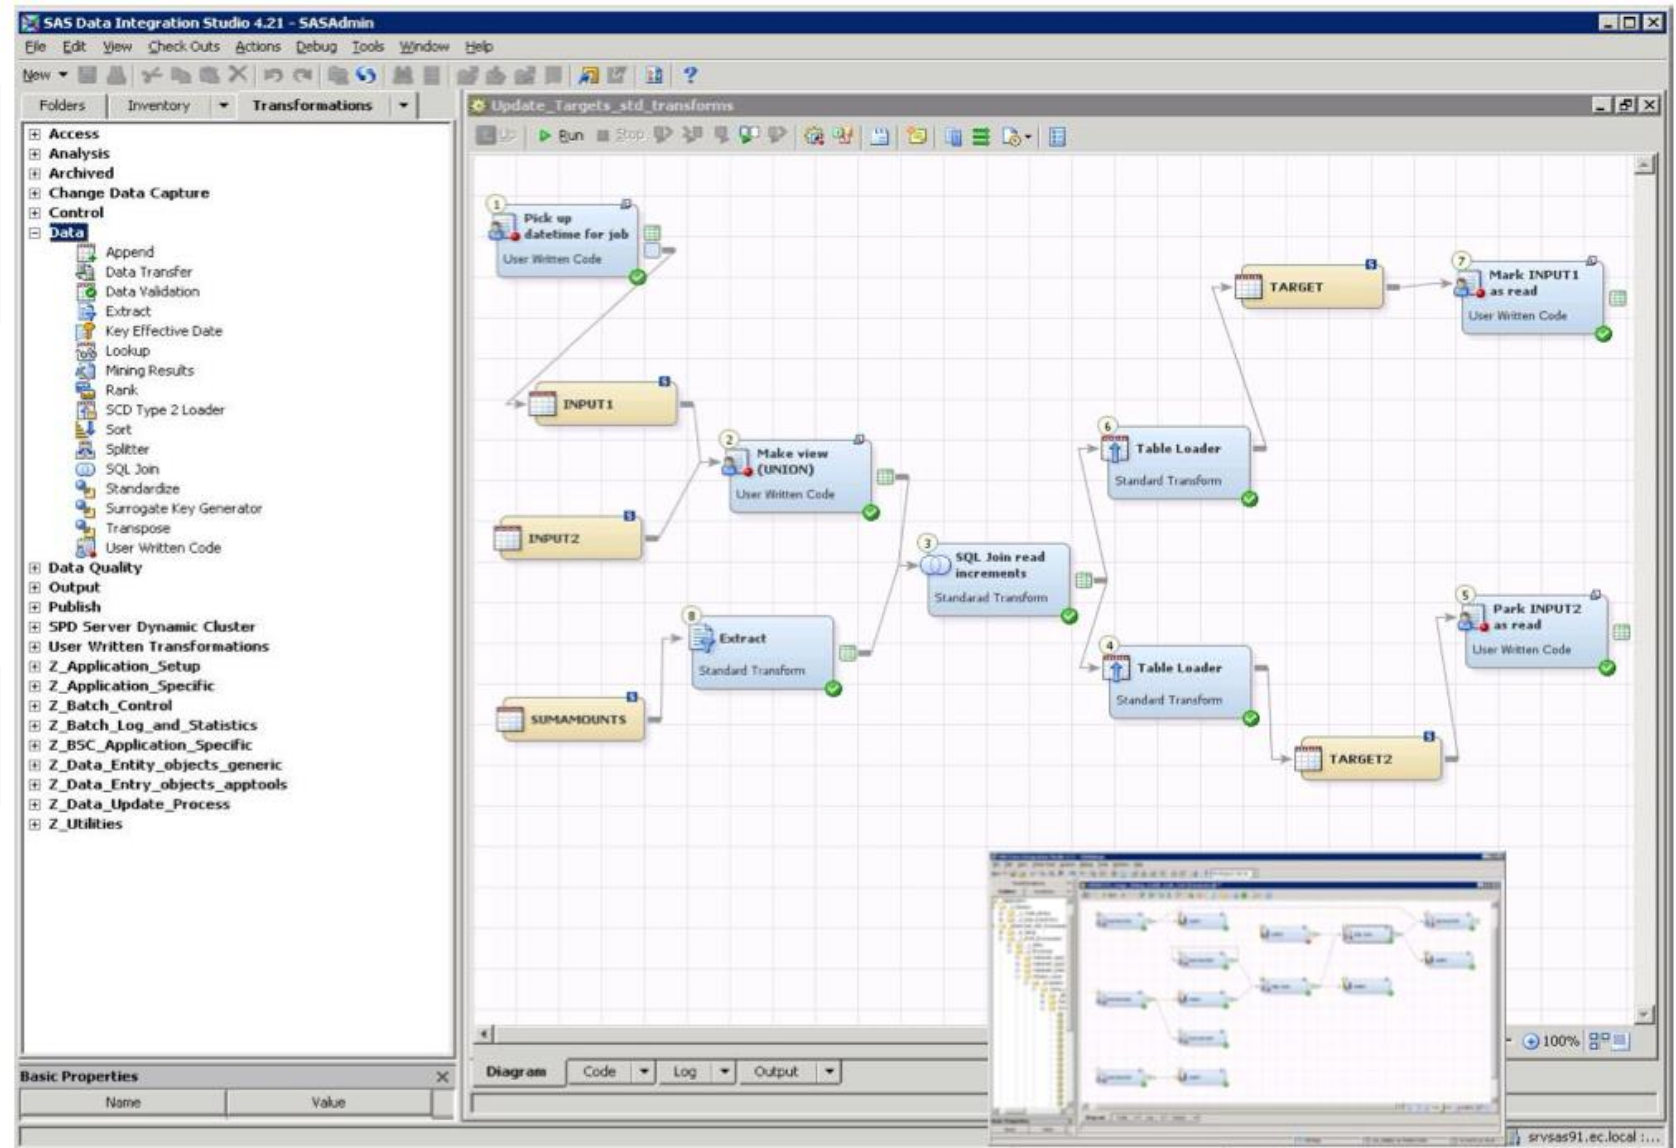 SAS Data Integration Studio 4.21 - SASAdmin
File Edit View Check Outs Actions Debug Tools Window Help
New
Folders Inventory Transformations
Access
Analysis
Archived
Change Data Capture
Control
Data
Append
Data Transfer
Data Validation
Extract
Key Effective Date
Lookup
Mining Results
Rank
SCD Type 2 Loader
Sort
Splitter
SQL Join
Standardize
Surrogate Key Generator
Transpose
User Written Code
Data Quality
Output
Publish
SPD Server Dynamic Cluster
User Written Transformations
Z_Application_Setup
Z_Application_Specific
Z_Batch_Control
Z_Batch_Log_and_Statistics
Z_BSC_Application_Specific
Z_Data_Entity_objects_generic
Z_Data_Entry_objects_apptools
Z_Data_Update_Process
Z_Utilities
Basic Properties
Name Value
Update_Targets_std_transforms
Up Run Stop
1
Pick up
datetime for job
User Written Code
INPUT1
2
Make view
(UNION)
User Written Code
INPUT2
8
Extract
Standard Transform
SUMAMOUNTS
3
SQL Join read
increments
Standarad Transform
6
Table Loader
Standard Transform
4
Table Loader
Standard Transform
TARGET
7
Mark INPUT1
as read
User Written Code
5
Park INPUT2
as read
User Written Code
TARGET2
100%
Diagram Code Log Output
srvsas91.ec.local :...